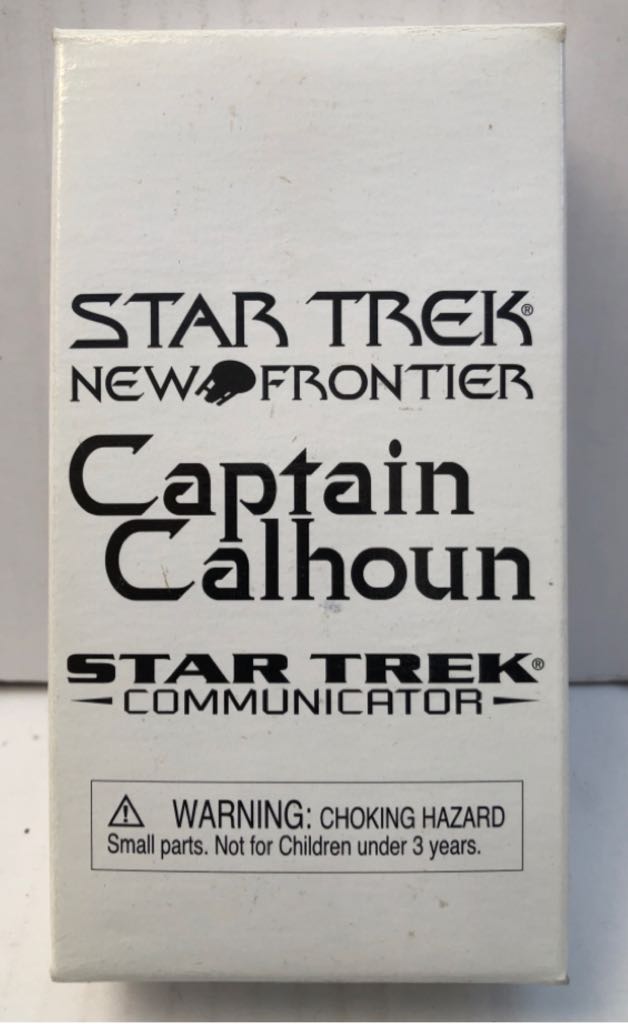 STAR TREK®
NEW FRONTIER
Captain
Calhoun
STAR TREK®
COMMUNICATOR
WARNING: CHOKING HAZARD
Small parts. Not for Children under 3 years.